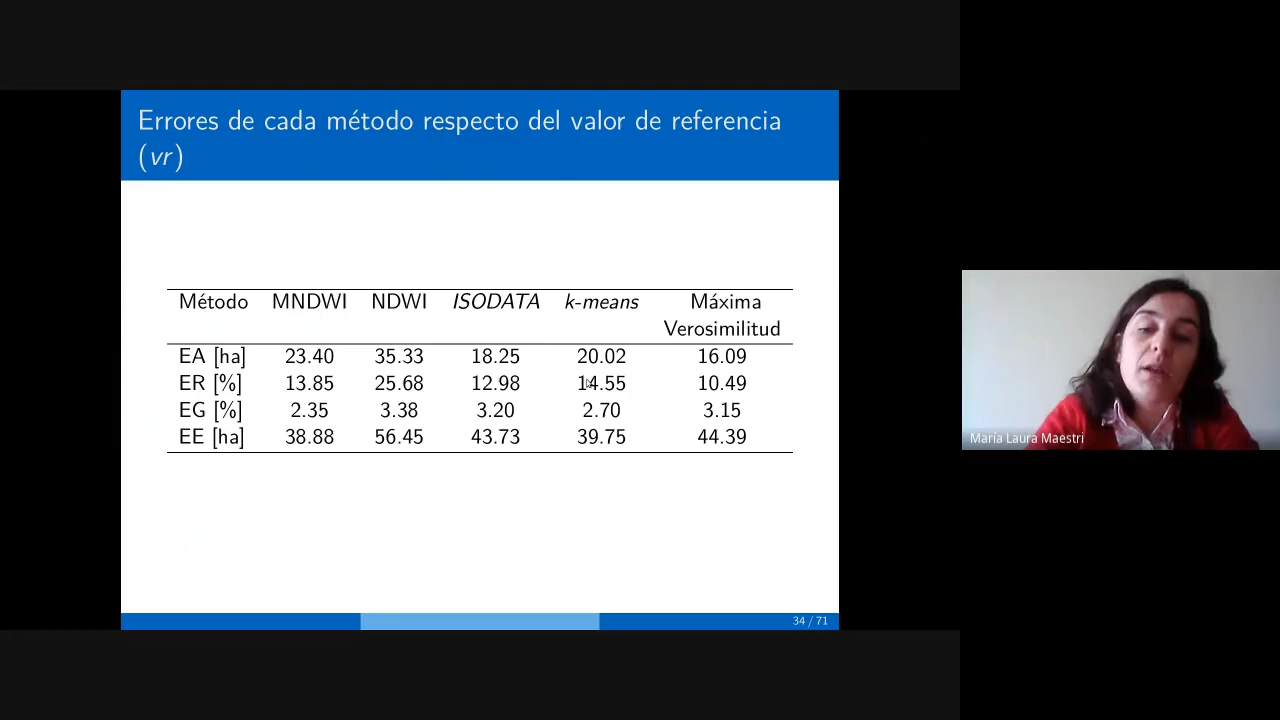 Errores de cada método respecto del valor de referencia
(vr)
Método MNDWI NDWI ISODATA k-means Máxima
Verosimilitud
EA [ha] 23.40 35.33 18.25 20.02 16.09
ER [%] 13.85 25.68 12.98 14.55 10.49
EG [%] 2.35 3.38 3.20 2.70 3.15
EE [ha] 38.88 56.45 43.73 39.75 44.39
34 / 71
María Laura Maestri